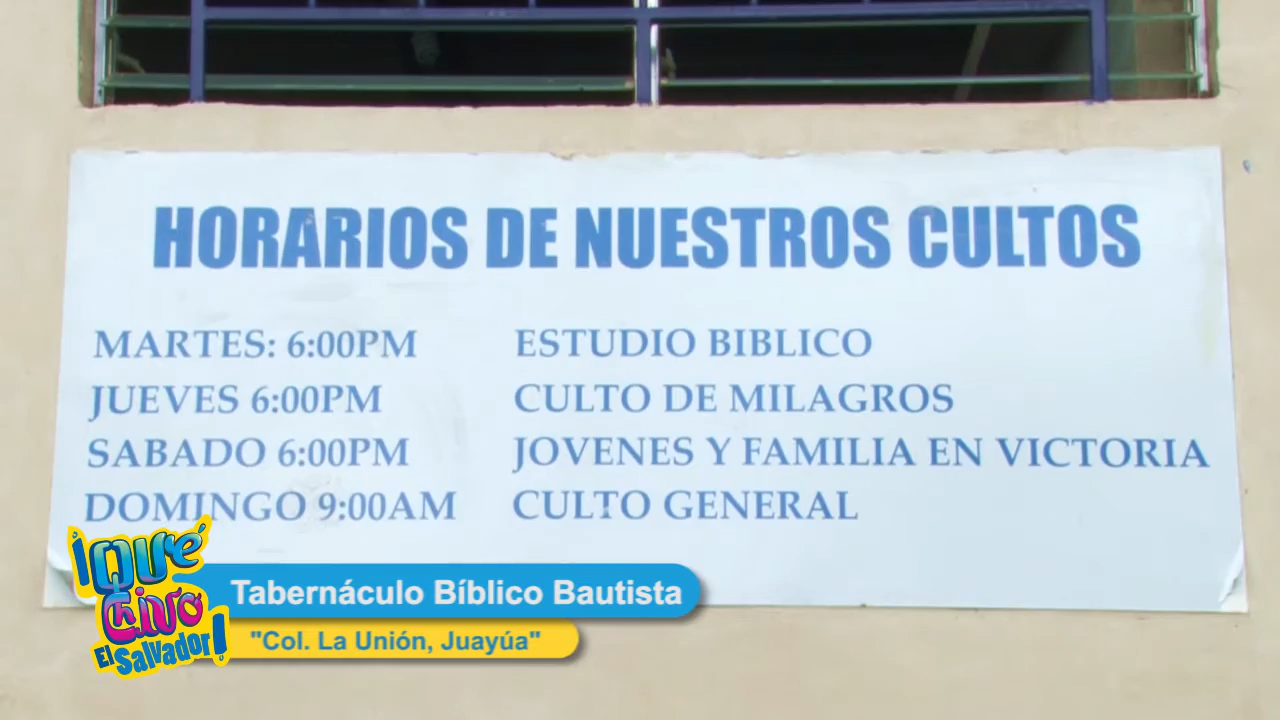 HORARIOS DE NUESTROS CULTOS
MARTES: 6:00PM ESTUDIO BIBLICO
JUEVES 6:00PM CULTO DE MILAGROS
SABADO 6:00PM JOVENES Y FAMILIA EN VICTORIA
DOMINGO 9:00AM CULTO GENERAL
¡QUé
Chivo
El Salvador!
Tabernáculo Bíblico Bautista
"Col. La Unión, Juayúa"